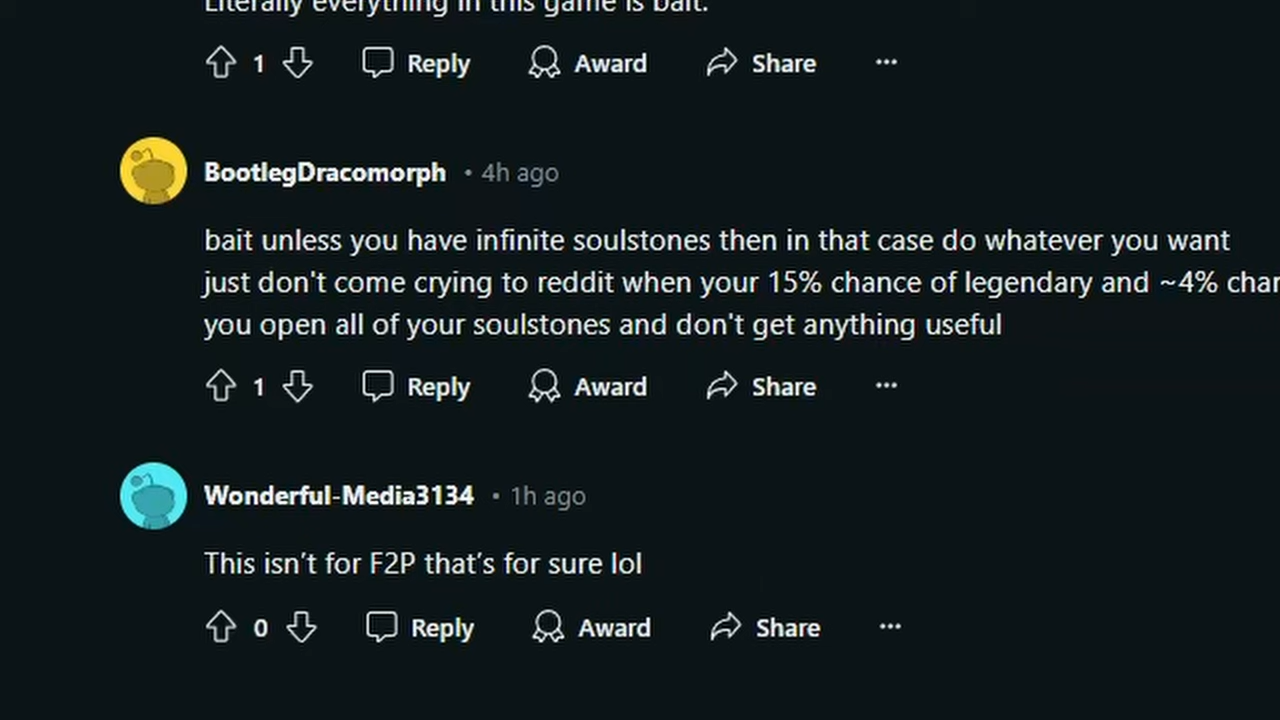 Literally everything in this game is bait.
1 Reply Award Share
BootlegDracomorph • 4h ago
bait unless you have infinite soulstones then in that case do whatever you want
just don't come crying to reddit when your 15% chance of legendary and ~4%
you open all of your soulstones and don't get anything useful
1 Reply Award Share
Wonderful-Media3134 • 1h ago
This isn’t for F2P that’s for sure lol
0 Reply Award Share